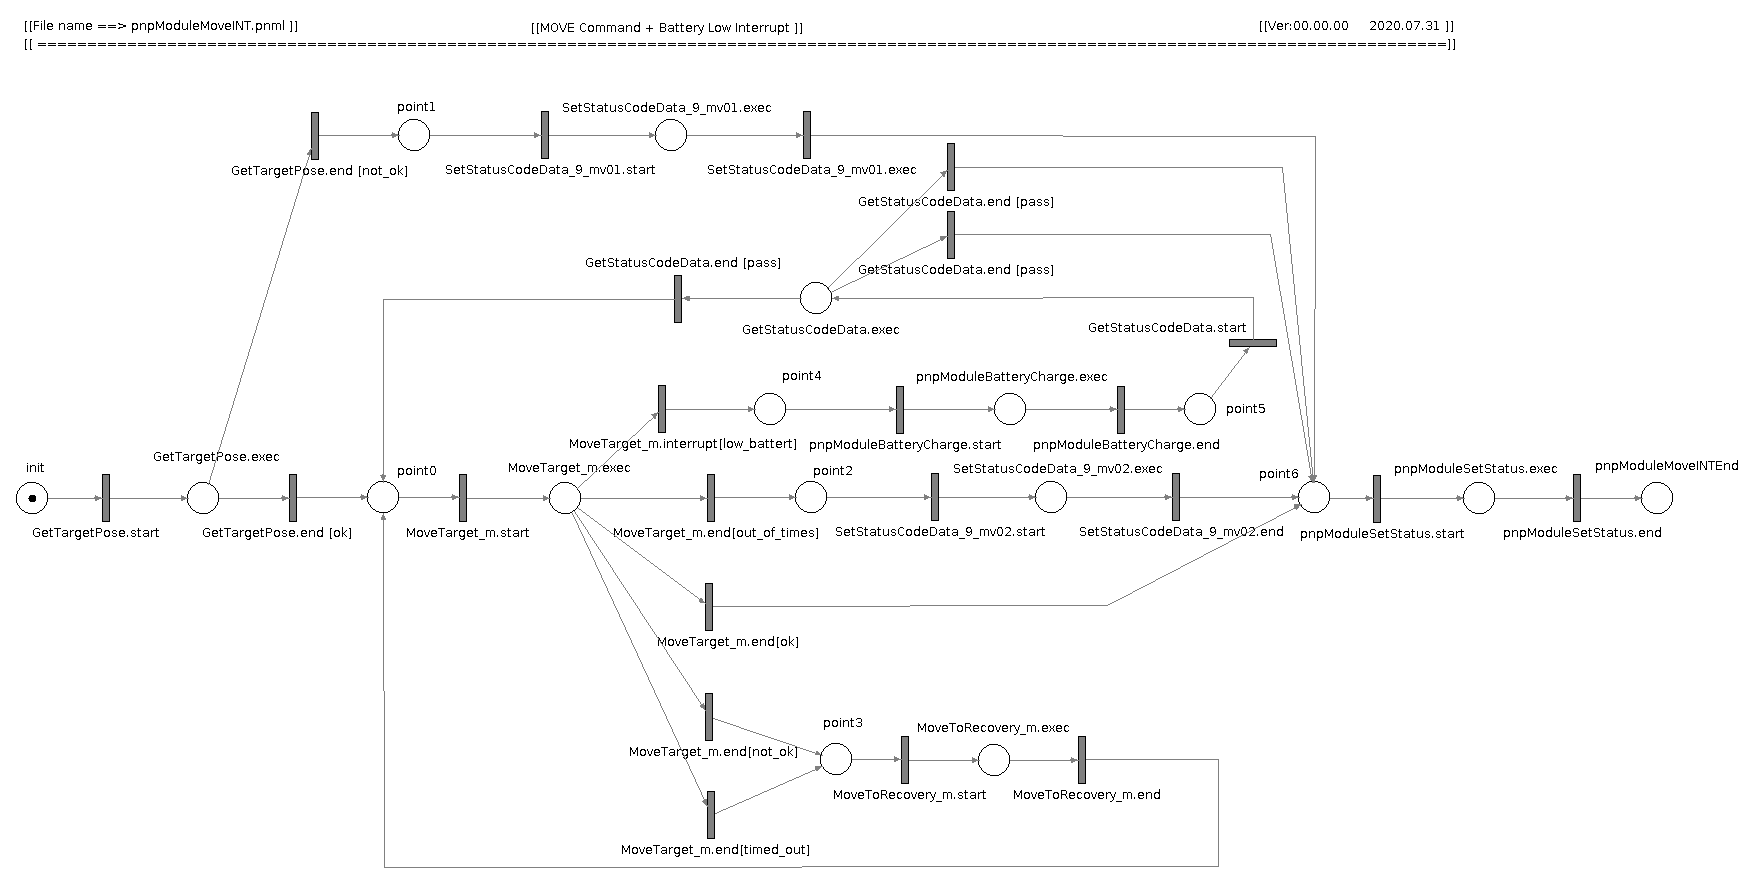 [[File name ==> pnpModuleMoveINT.pnml ]]
[[MOVE Command + Battery Low Interrupt ]]
[[Ver:00.00.00 2020.07.31 ]]
point1
SetStatusCodeData_9_mv01.exec
GetTargetPose.end [not_ok]
SetStatusCodeData_9_mv01.start
SetStatusCodeData_9_mv01.exec
GetStatusCodeData.end [pass]
GetStatusCodeData.end [pass]
GetStatusCodeData.end [pass]
GetStatusCodeData.exec
GetStatusCodeData.start
point4
pnpModuleBatteryCharge.exec
point5
MoveTarget_m.interrupt[low_battert]
pnpModuleBatteryCharge.start
pnpModuleBatteryCharge.end
init
GetTargetPose.exec
point0
MoveTarget_m.exec
point2
SetStatusCodeData_9_mv02.exec
point6
pnpModuleSetStatus.exec
pnpModuleMoveINTEnd
GetTargetPose.start
GetTargetPose.end [ok]
MoveTarget_m.start
MoveTarget_m.end[out_of_times]
SetStatusCodeData_9_mv02.start
SetStatusCodeData_9_mv02.end
pnpModuleSetStatus.start
pnpModuleSetStatus.end
MoveTarget_m.end[ok]
MoveTarget_m.end[not_ok]
point3
MoveToRecovery_m.exec
MoveToRecovery_m.start
MoveToRecovery_m.end
MoveTarget_m.end[timed_out]